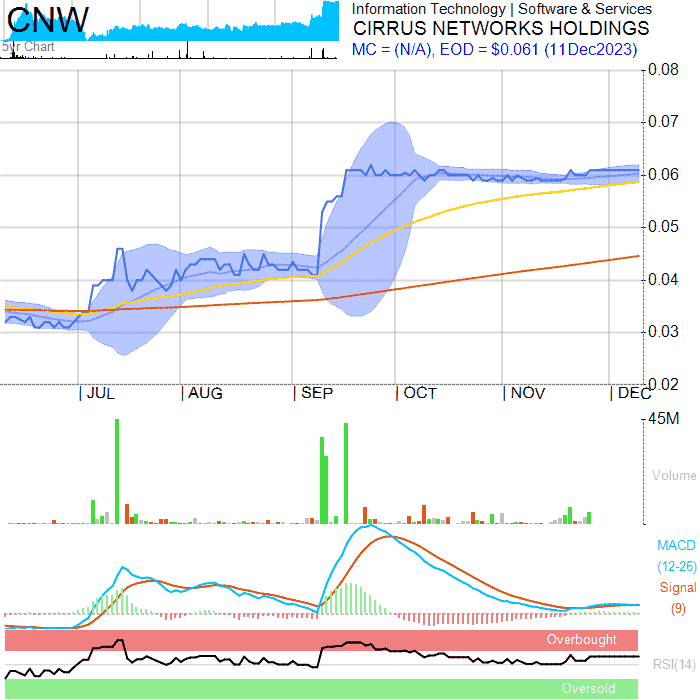 CNW
5yr Chart
Information Technology | Software & Services
CIRRUS NETWORKS HOLDINGS
MC = (N/A), EOD = $0.061 (11Dec2023)
0.08
0.07
0.06
0.05
0.04
0.03
0.02
JUL AUG SEP OCT NOV DEC
45M
Volume
MACD
(12-26)
Signal
(9)
Overbought
RSI(14)
Oversold